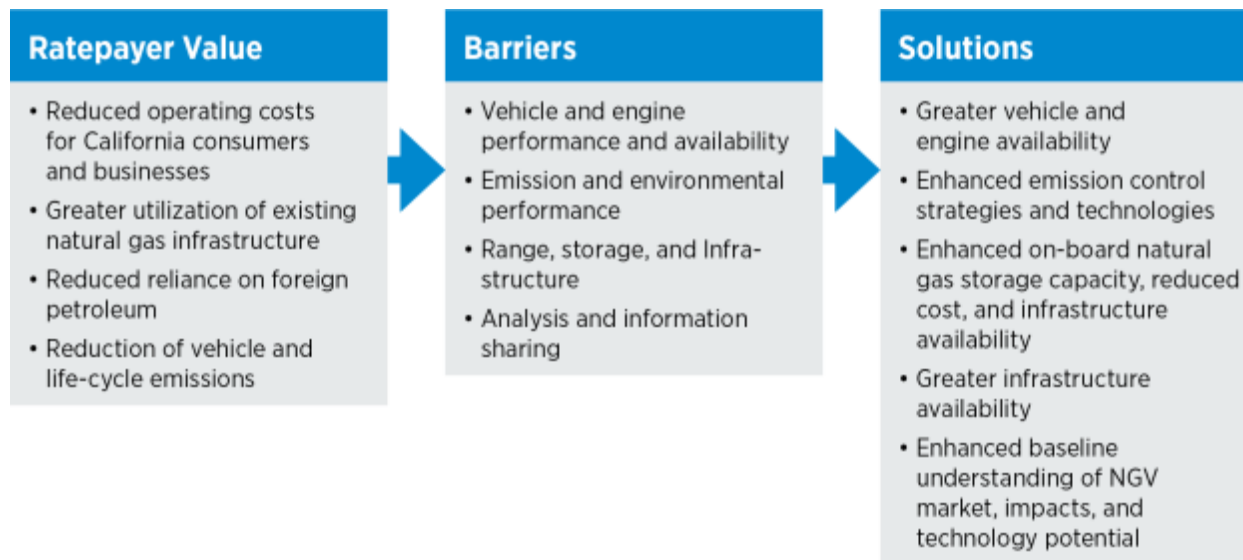 Ratepayer Value
• Reduced operating costs
for California consumers
and businesses
• Greater utilization of existing
natural gas infrastructure
• Reduced reliance on foreign
petroleum
• Reduction of vehicle and
life-cycle emissions
Barriers
• Vehicle and engine
performance and availability
• Emission and environmental
performance
• Range, storage, and Infra-
structure
• Analysis and information
sharing
Solutions
• Greater vehicle and
engine availability
• Enhanced emission control
strategies and technologies
• Enhanced on-board natural
gas storage capacity, reduced
cost, and infrastructure
availability
• Greater infrastructure
availability
• Enhanced baseline
understanding of NGV
market, impacts, and
technology potential